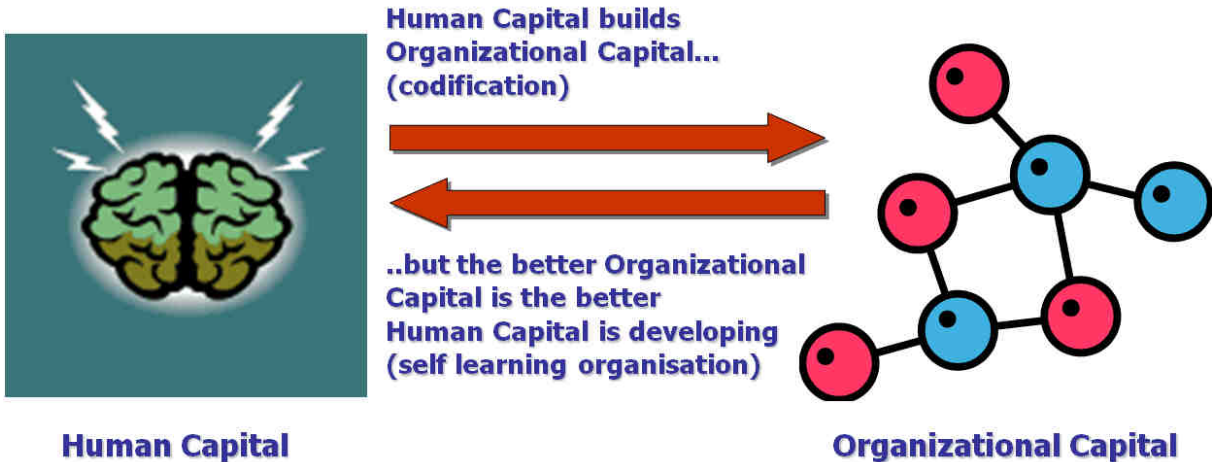 Human Capital builds
Organizational Capital...
(codification)
..but the better Organizational
Capital is the better
Human Capital is developing
(self learning organisation)
Human Capital
Organizational Capital